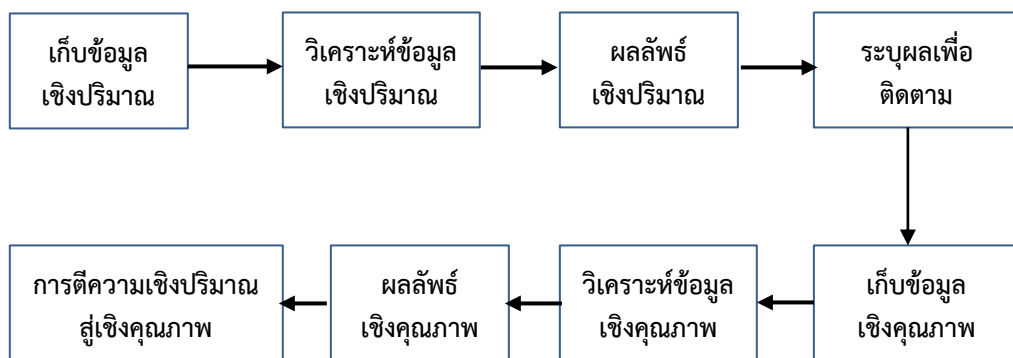 เก็บข้อมูล
เชิงปริมาณ
วิเคราะห์ข้อมูล
เชิงปริมาณ
ผลลัพธ์
เชิงปริมาณ
ระบุผลเพื่อ
ติดตาม
เก็บข้อมูล
เชิงคุณภาพ
วิเคราะห์ข้อมูล
เชิงคุณภาพ
ผลลัพธ์
เชิงคุณภาพ
การตีความเชิงปริมาณ
สู่เชิงคุณภาพ